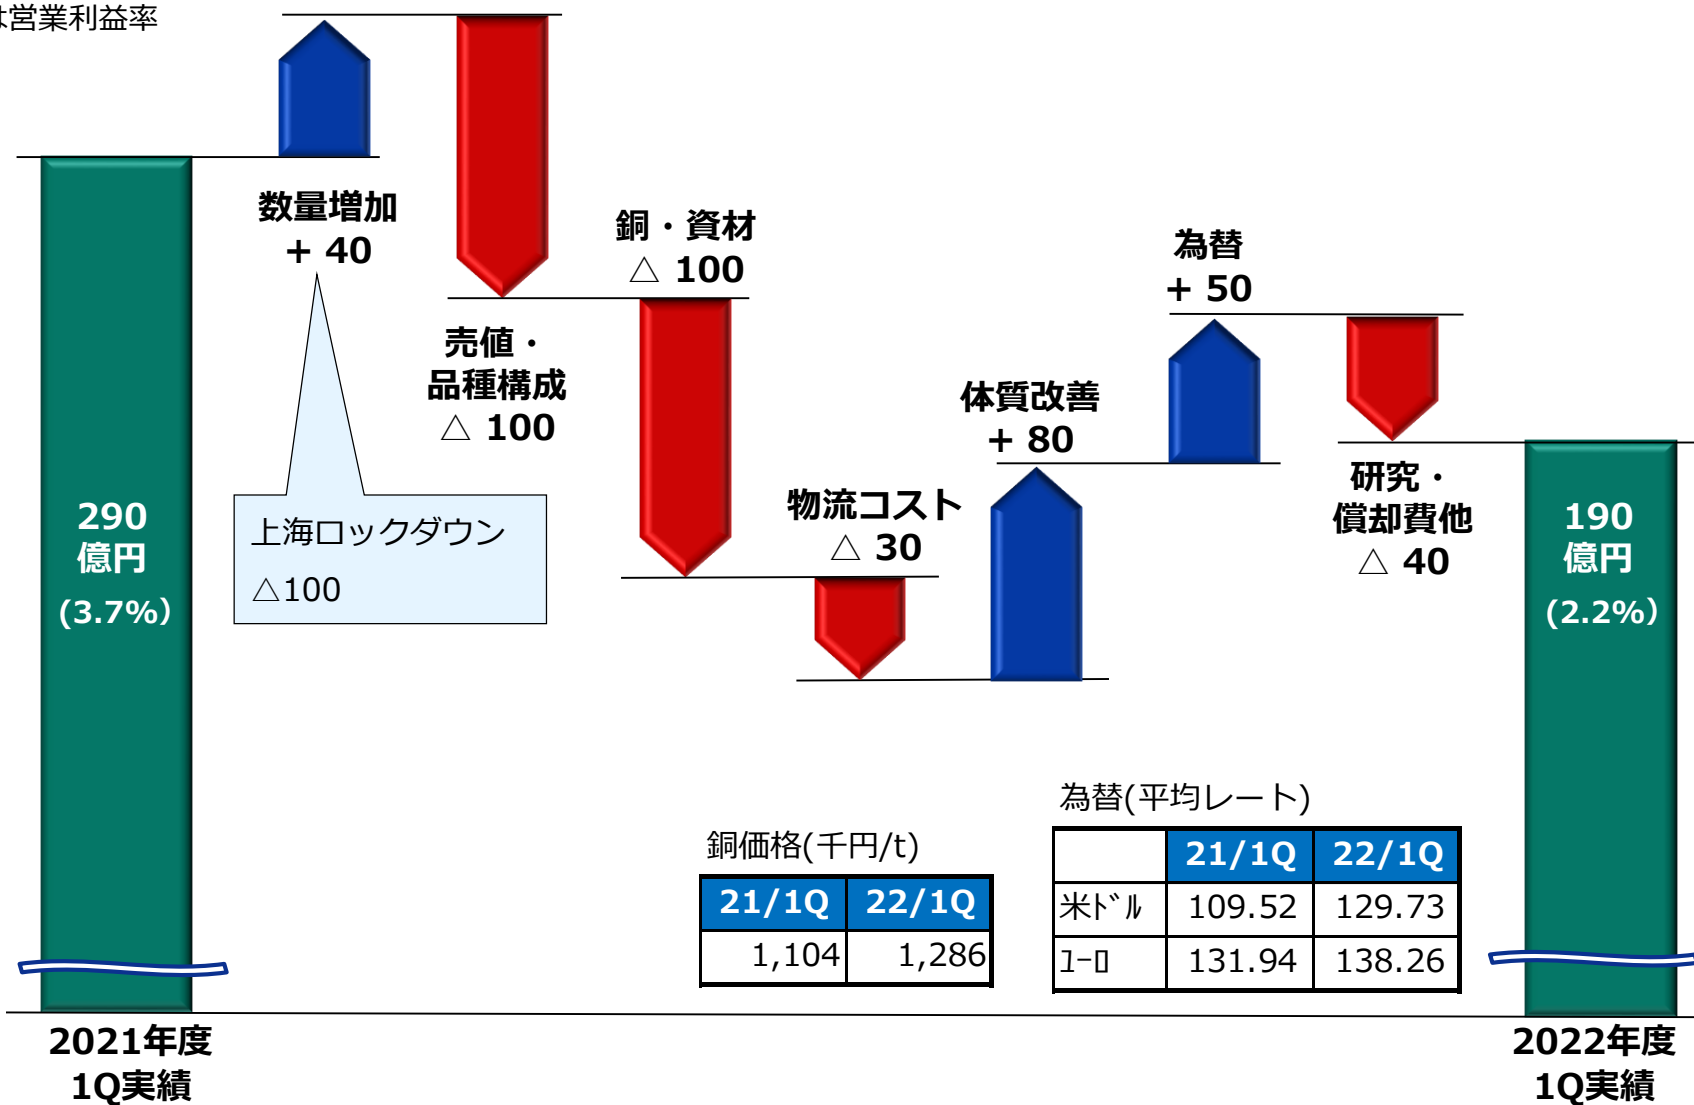 は営業利益率
数量増加
+ 40
上海ロックダウン
△100
売値・
品種構成
△ 100
銅・資材
△ 100
物流コスト
△ 30
体質改善
+ 80
為替
+ 50
研究・
償却費他
△ 40
290
億円
(3.7%)
190
億円
(2.2%)
銅価格(千円/t)
21/1Q 22/1Q
1,104 1,286
為替(平均レート)
21/1Q 22/1Q
米ﾄﾞﾙ 109.52 129.73
ﾕｰﾛ 131.94 138.26
2021年度
1Q実績
2022年度
1Q実績